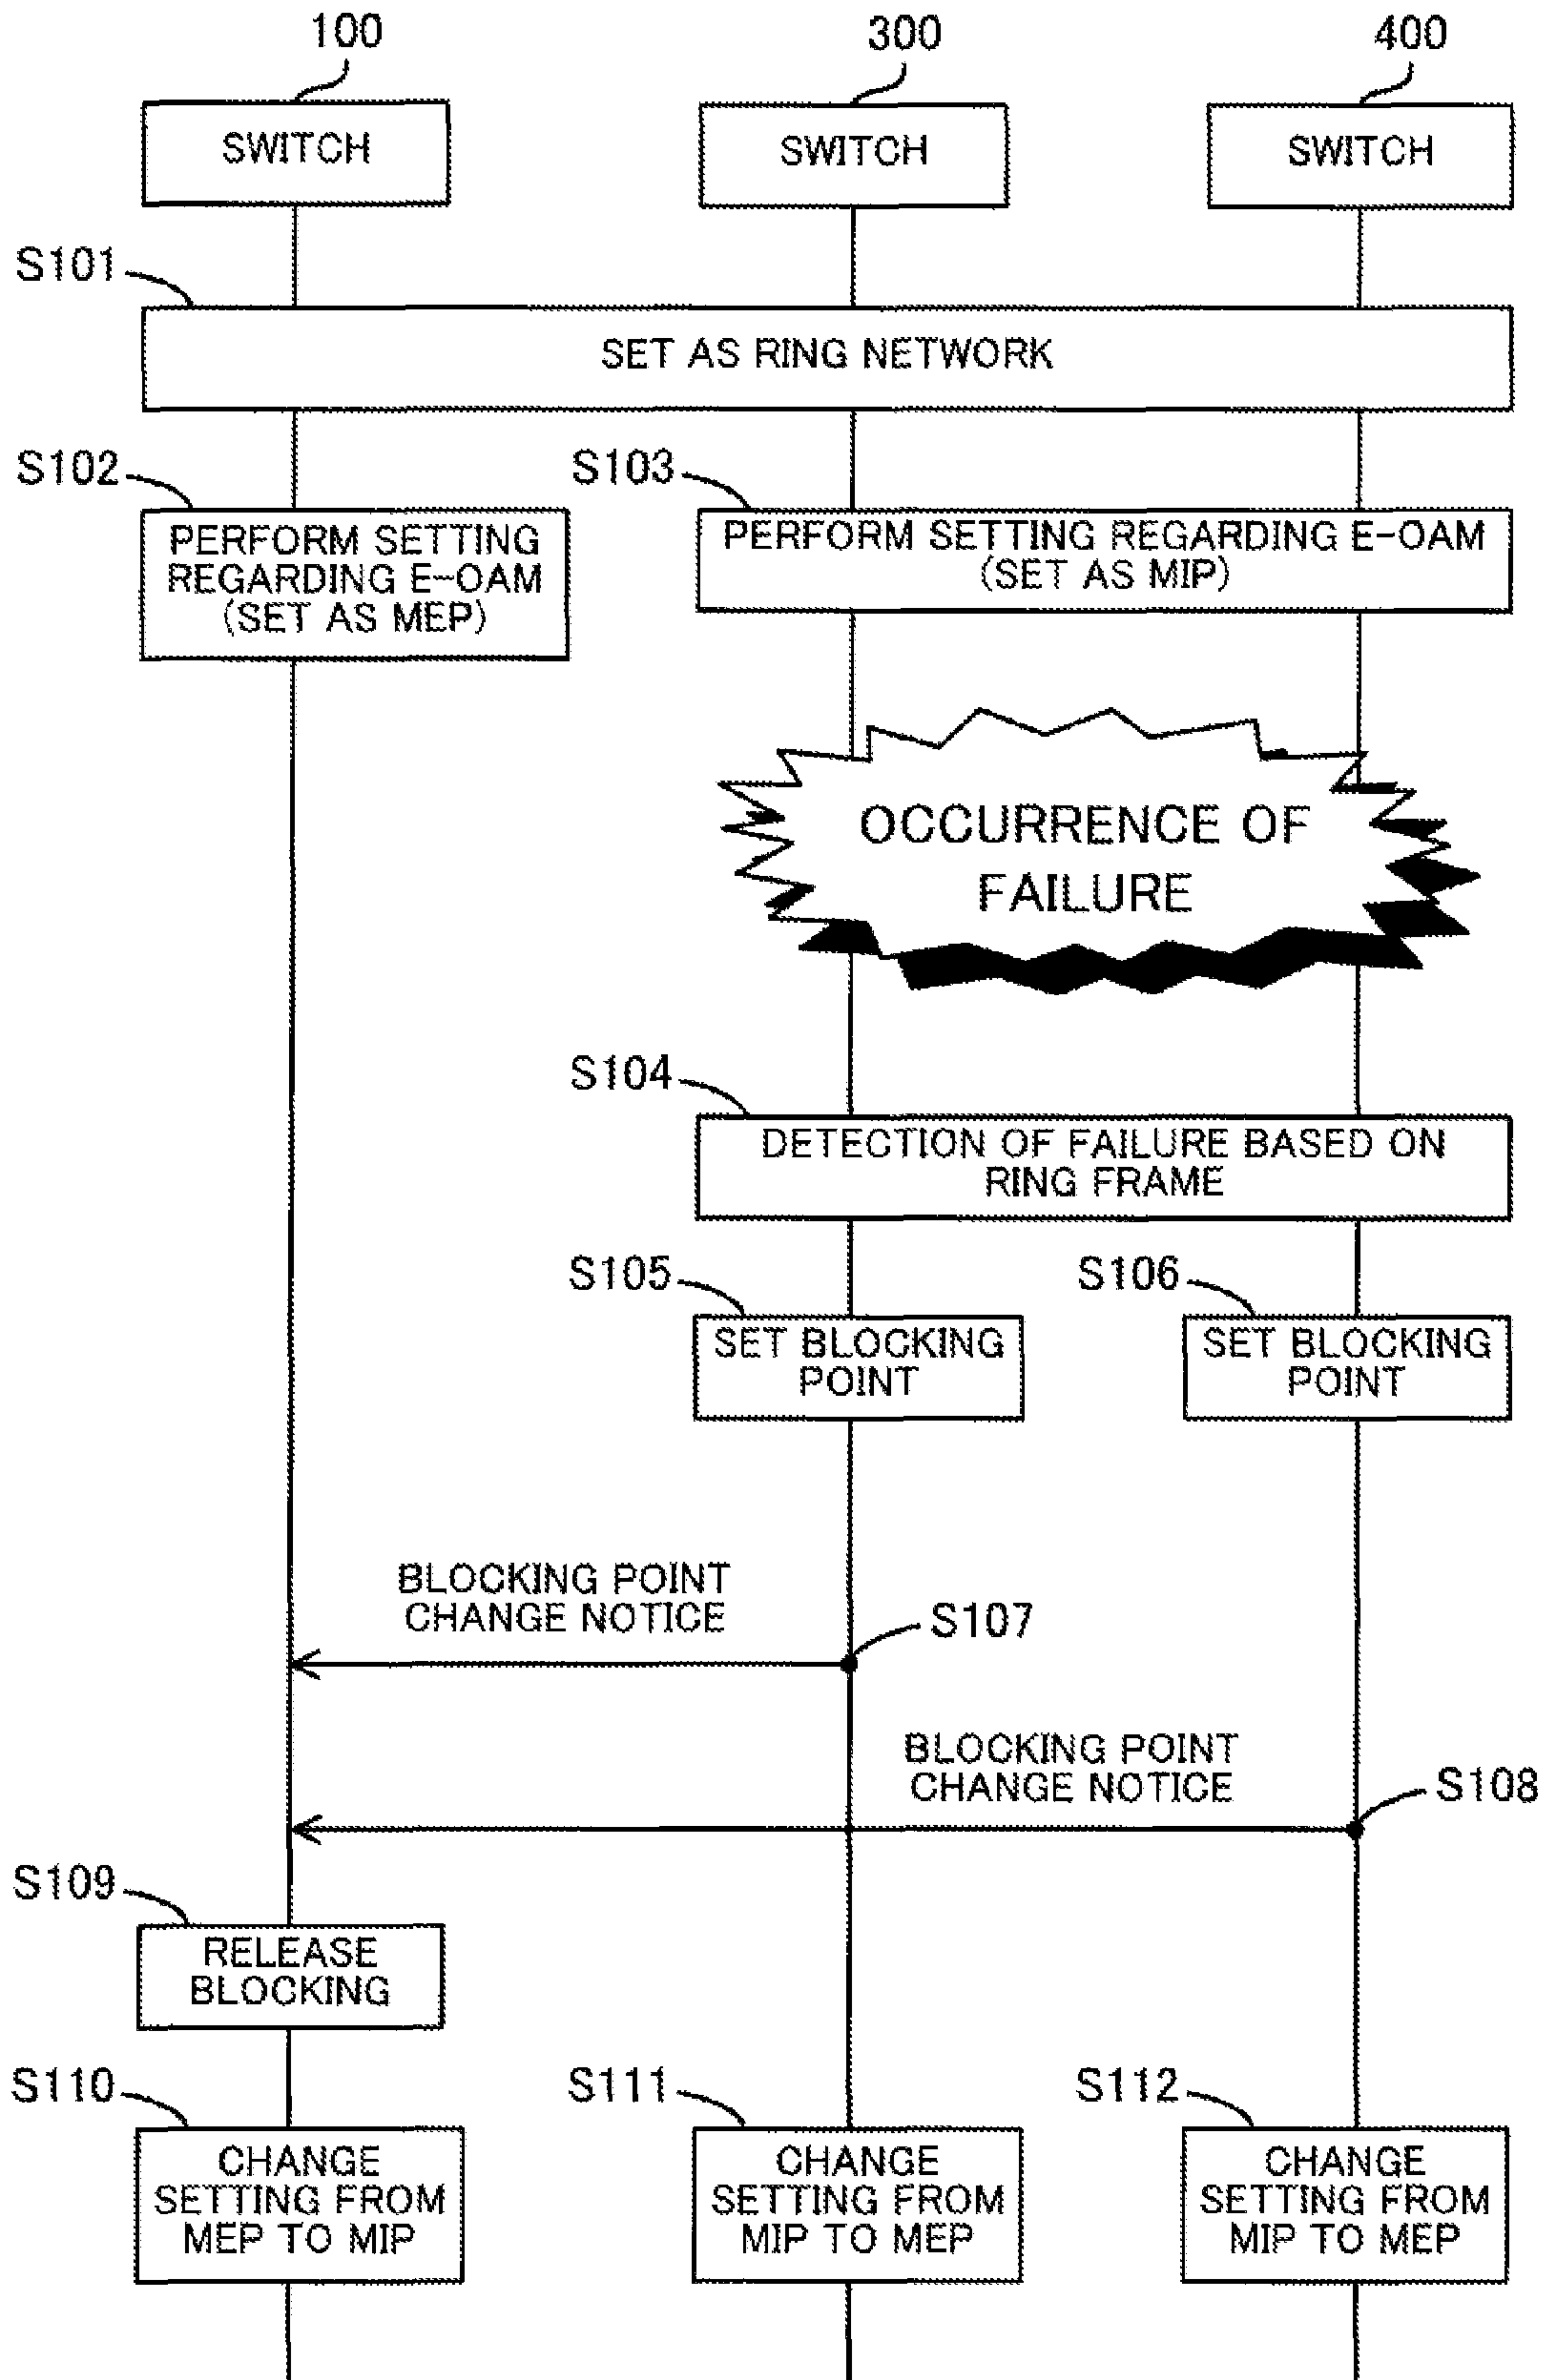 100
300
400
SWITCH
SWITCH
SWITCH
S101
SET AS RING NETWORK
S102
PERFORM SETTING
REGARDING E-OAM
(SET AS MEP)
S103
PERFORM SETTING REGARDING E-OAM
(SET AS MIP)
OCCURRENCE OF
FAILURE
S104
DETECTION OF FAILURE BASED ON
RING FRAME
S105
SET BLOCKING
POINT
S106
SET BLOCKING
POINT
BLOCKING POINT
CHANGE NOTICE
S107
BLOCKING POINT
CHANGE NOTICE
S108
S109
RELEASE
BLOCKING
S110
CHANGE
SETTING FROM
MEP TO MIP
S111
CHANGE
SETTING FROM
MIP TO MEP
S112
CHANGE
SETTING FROM
MIP TO MEP